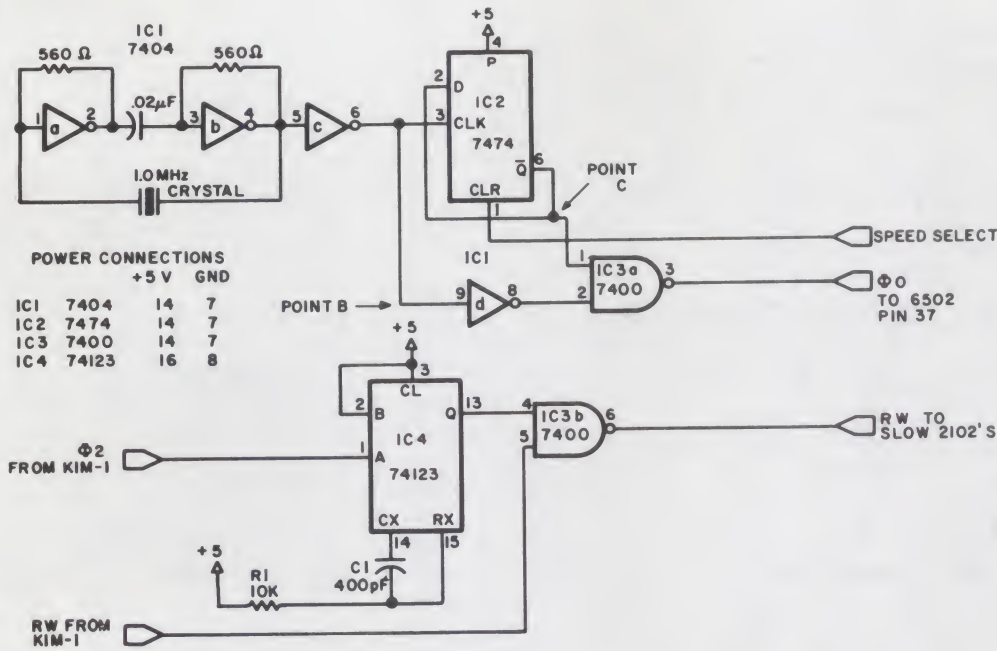 IC1
7404
560 Ω
560 Ω
.02µF
1 a 2
3 b 4
5 c 6
1.0 MHz
CRYSTAL
+5
4
P
2 D
IC2
3 CLK
7474
6
Q̅
CLR
1
POINT
C
SPEED SELECT
POWER CONNECTIONS
+5 V GND
IC1 7404 14 7
IC2 7474 14 7
IC3 7400 14 7
IC4 74123 16 8
IC1
POINT B
9 d 8
1
2
IC3a
7400
3
Φ0
TO 6502
PIN 37
+5
3
CL
2 B
Q 13
IC4
1 A
74123
CX RX
14 15
4
5
IC3b
7400
6
RW TO
SLOW 2102'S
Φ2
FROM KIM-1
+5
R1
10K
C1
400pF
RW FROM
KIM-1